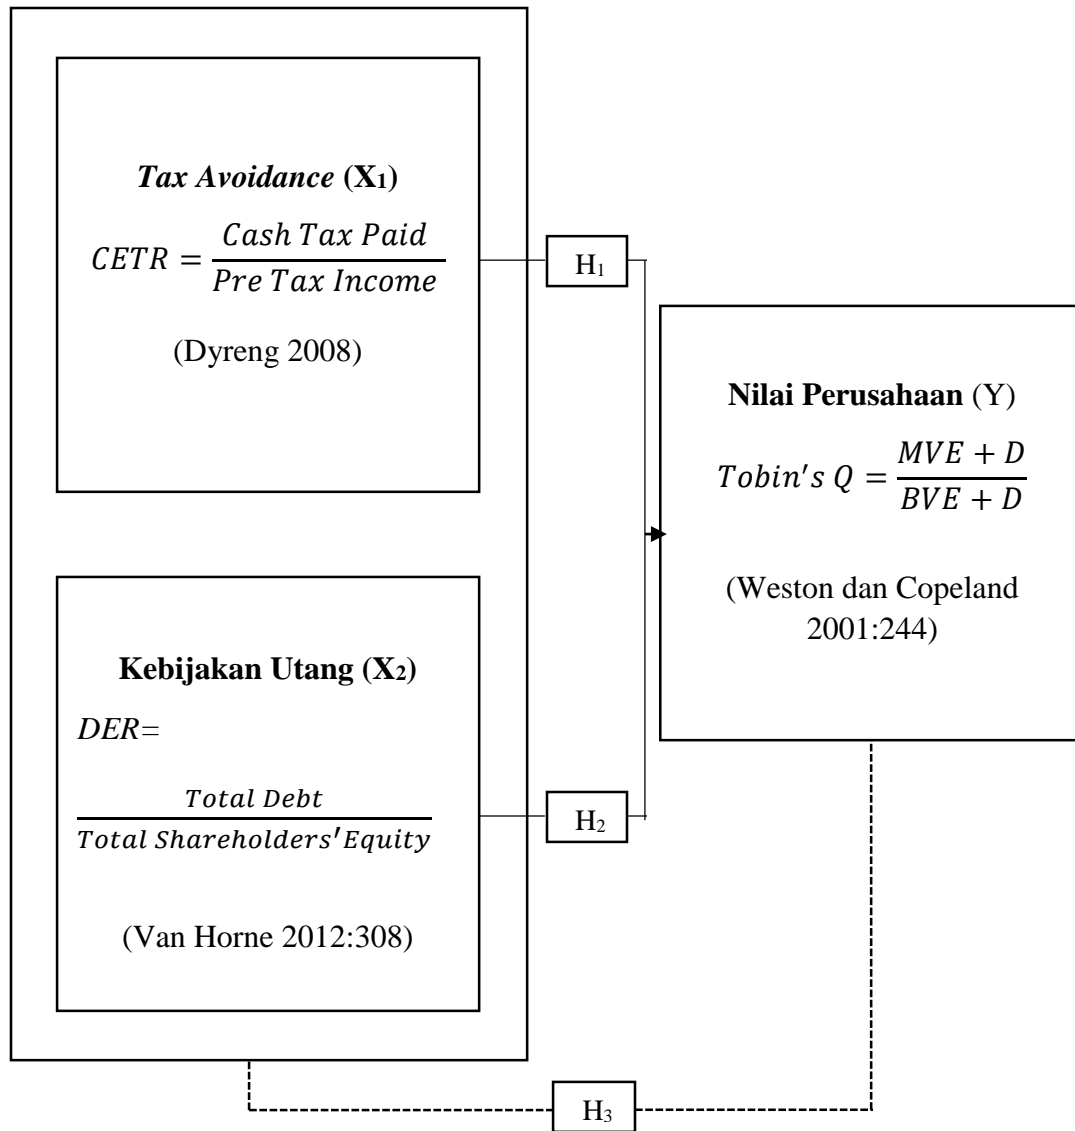 Tax Avoidance (X₁)
CETR = Cash Tax Paid / Pre Tax Income
(Dyreng 2008)
H₁
Nilai Perusahaan (Y)
Tobin's Q = MVE + D / BVE + D
(Weston dan Copeland
2001:244)
Kebijakan Utang (X₂)
DER=
Total Debt
Total Shareholders'Equity
(Van Horne 2012:308)
H₂
H₃